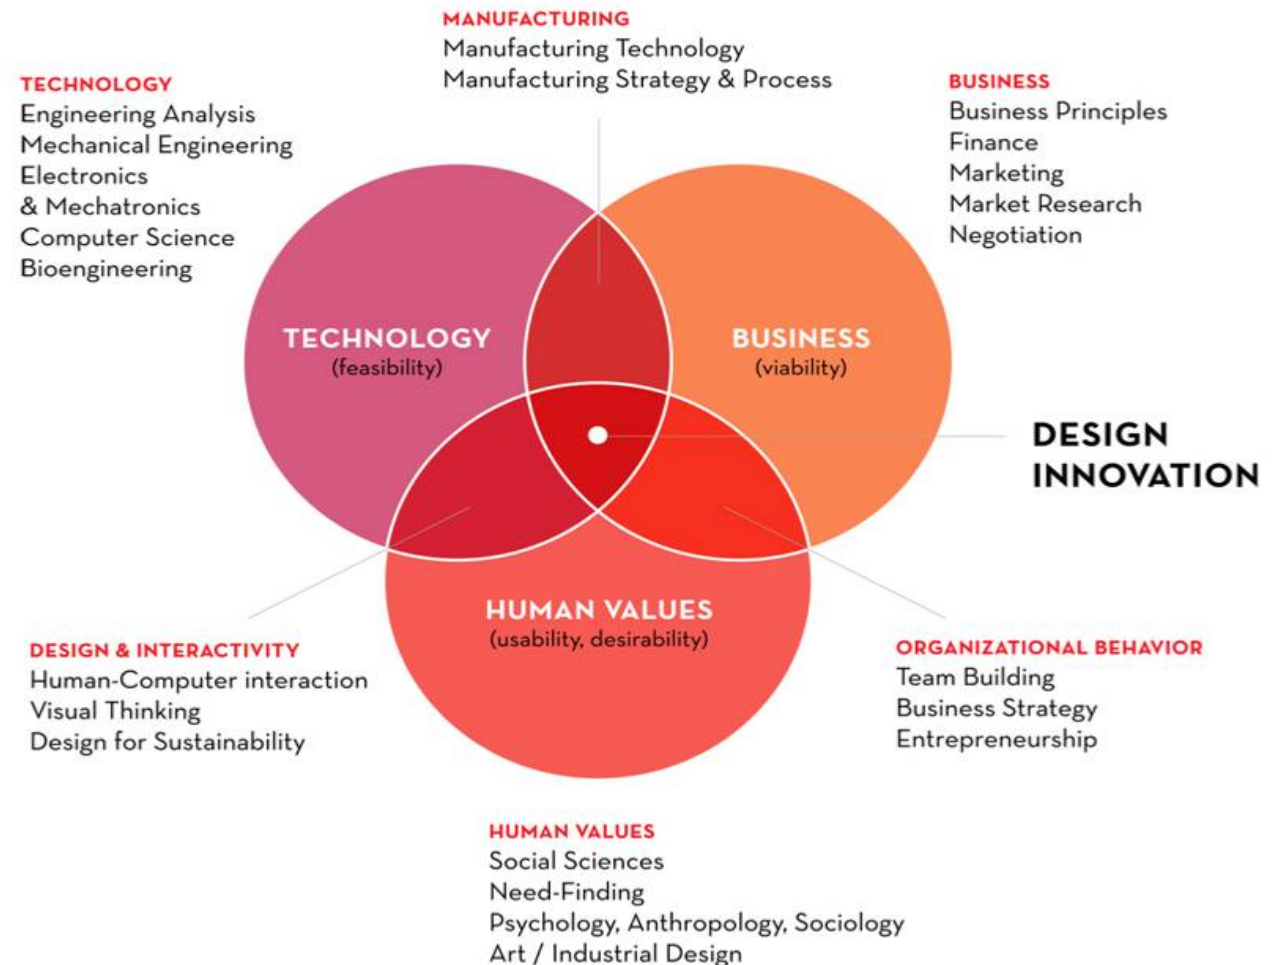 MANUFACTURING
Manufacturing Technology
Manufacturing Strategy & Process
TECHNOLOGY
Engineering Analysis
Mechanical Engineering
Electronics
& Mechatronics
Computer Science
Bioengineering
BUSINESS
Business Principles
Finance
Marketing
Market Research
Negotiation
TECHNOLOGY
(feasibility)
BUSINESS
(viability)
DESIGN
INNOVATION
HUMAN VALUES
(usability, desirability)
DESIGN & INTERACTIVITY
Human-Computer interaction
Visual Thinking
Design for Sustainability
ORGANIZATIONAL BEHAVIOR
Team Building
Business Strategy
Entrepreneurship
HUMAN VALUES
Social Sciences
Need-Finding
Psychology, Anthropology, Sociology
Art / Industrial Design